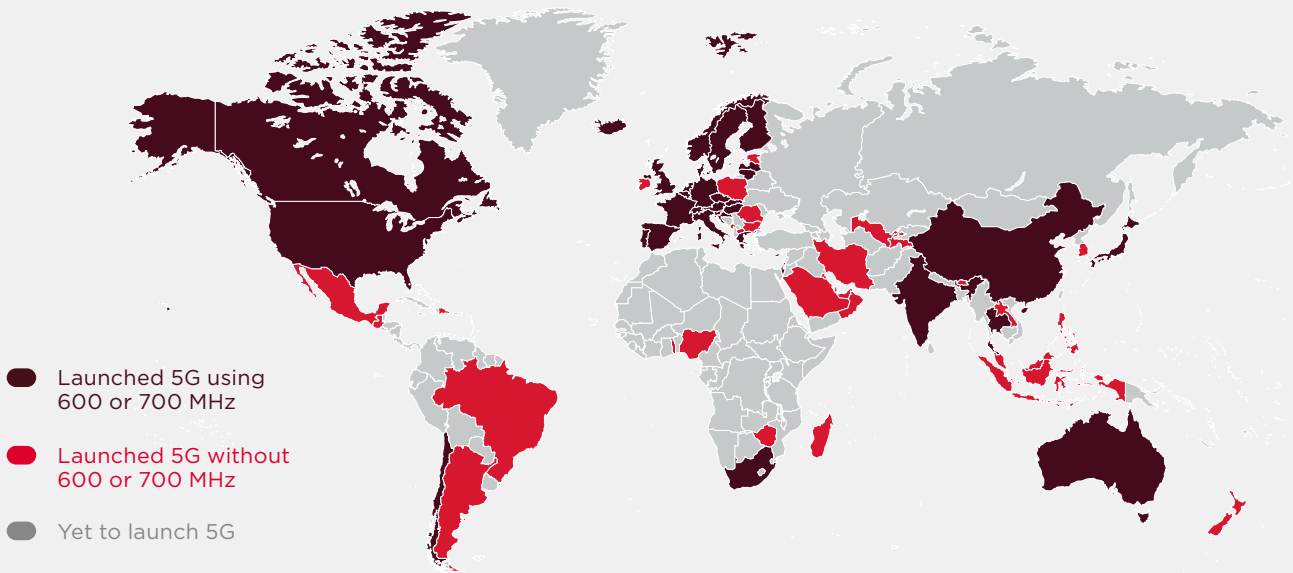 Launched 5G using
600 or 700 MHz
Launched 5G without
600 or 700 MHz
Yet to launch 5G